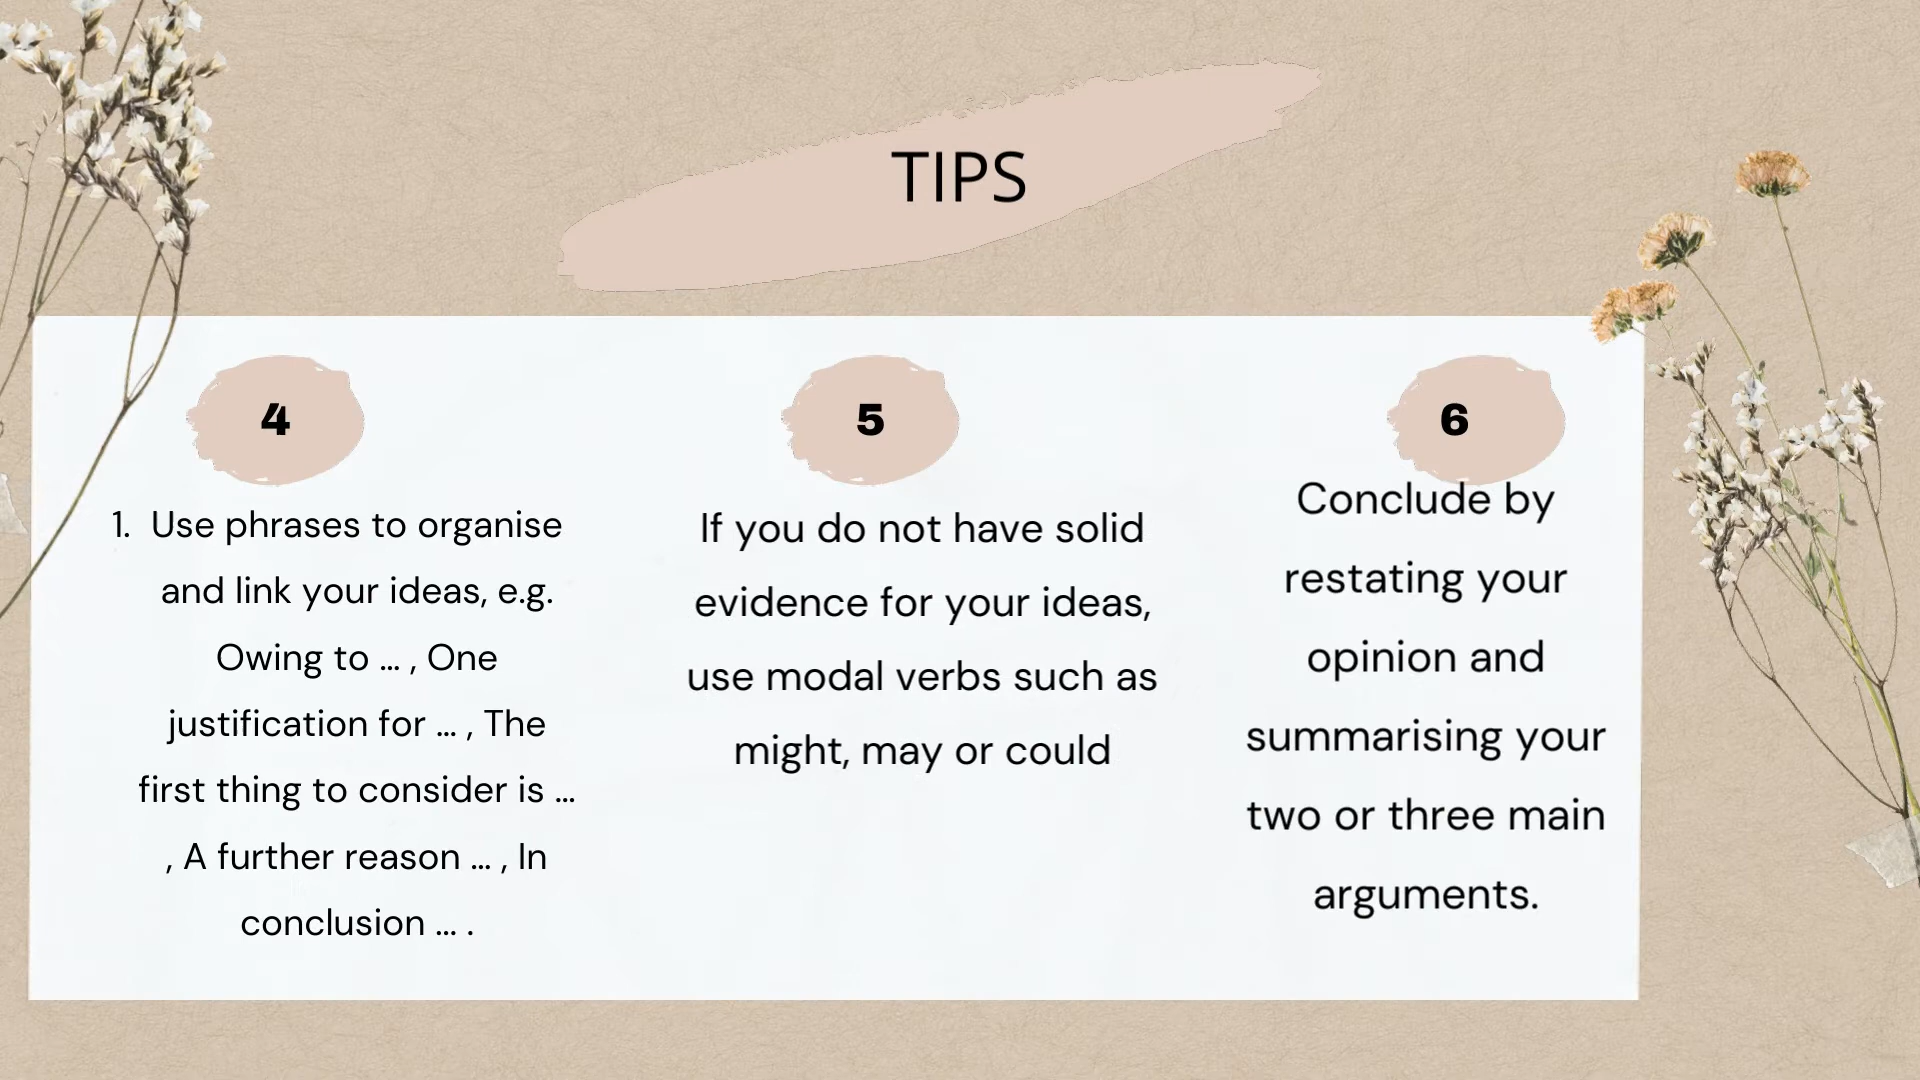 TIPS
4
1. Use phrases to organise
and link your ideas, e.g.
Owing to ... , One
justification for ... , The
first thing to consider is ...
, A further reason ... , In
conclusion ... .
5
If you do not have solid
evidence for your ideas,
use modal verbs such as
might, may or could
6
Conclude by
restating your
opinion and
summarising your
two or three main
arguments.